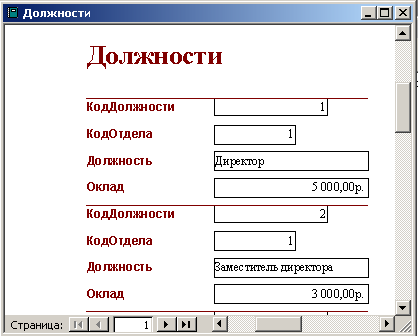 Должности
Должности
КодДолжности 1
КодОтдела 1
Должность Директор
Оклад 5 000,00р.
КодДолжности 2
КодОтдела 1
Должность Заместитель директора
Оклад 3 000,00р.
Страница: 1